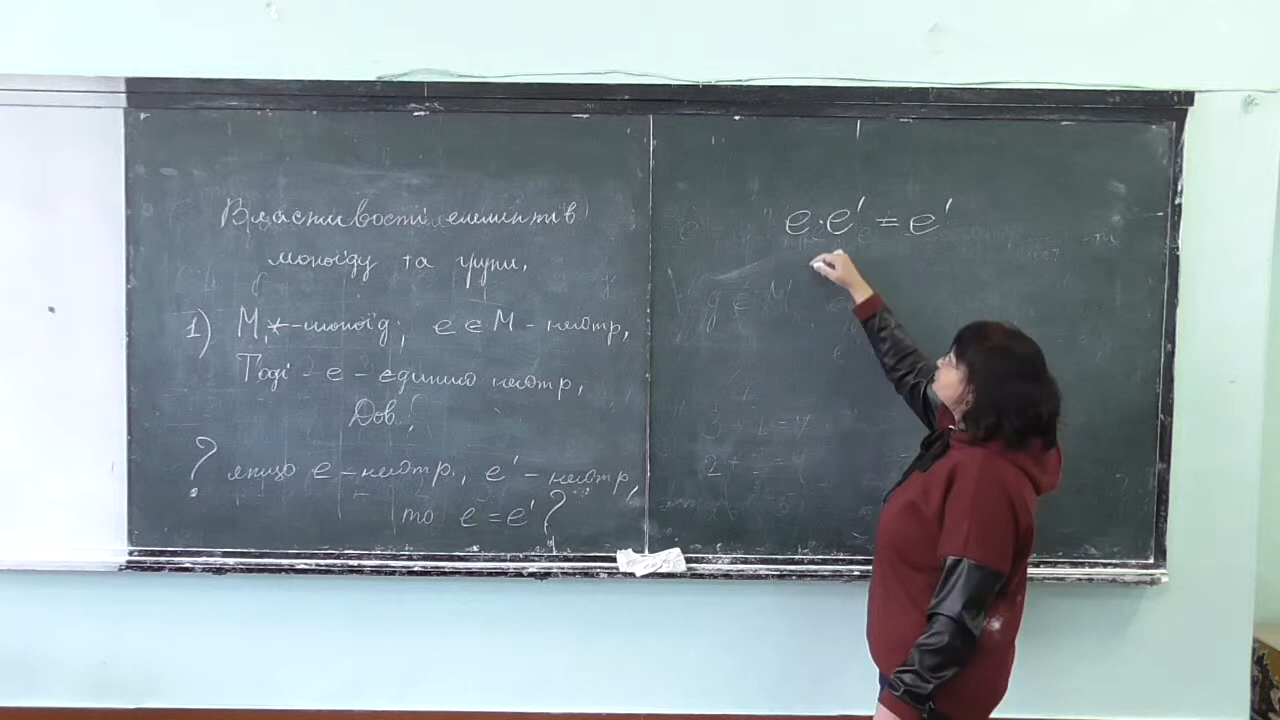 Властивості елементів
моноїду та групи,
1) M,* - моноїд, e ∈ M - нейтр,
Тоді - e - єдиний нейтр,
Дов.
? якщо e - нейтр., e' - нейтр,
то e = e' ?
e · e' = e'
g ∈ M